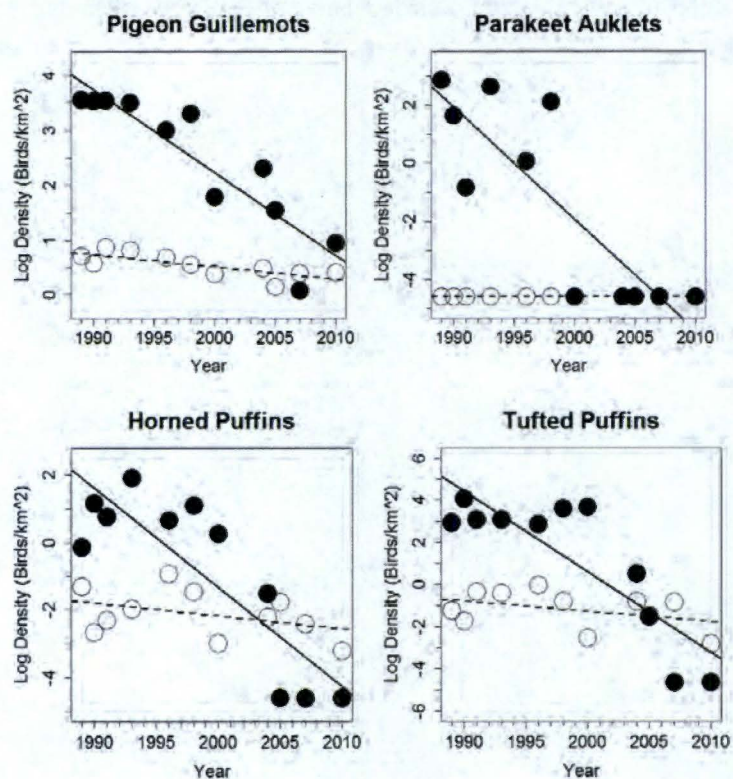 Pigeon Guillemots
Log Density (Birds/km^2)
4
3
2
1
0
1990 1995 2000 2005 2010
Year
Parakeet Auklets
Log Density (Birds/km^2)
2
0
-2
-4
1990 1995 2000 2005 2010
Year
Horned Puffins
Log Density (Birds/km^2)
2
0
-2
-4
1990 1995 2000 2005 2010
Year
Tufted Puffins
Log Density (Birds/km^2)
6
4
2
0
-2
-4
-6
1990 1995 2000 2005 2010
Year